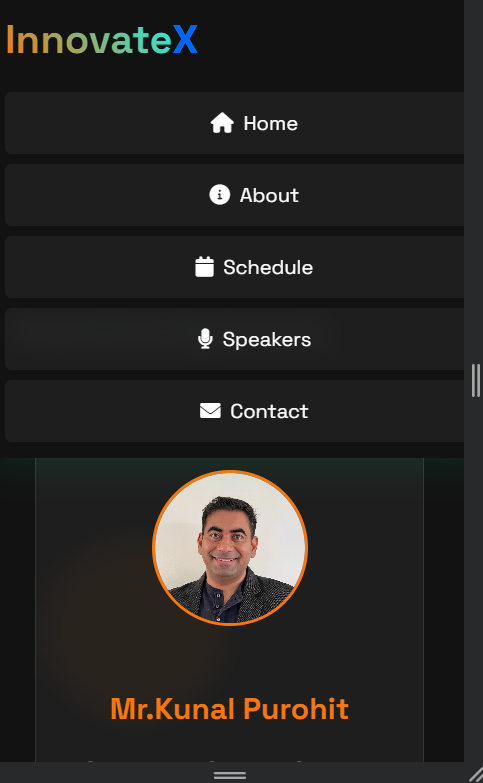 InnovateX
Home
About
Schedule
Speakers
Contact
Mr.Kunal Purohit